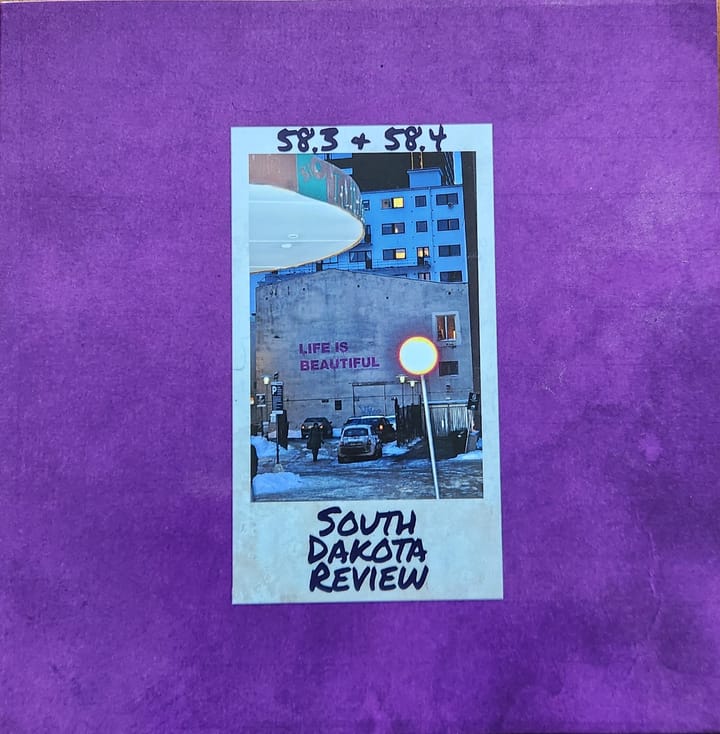 58.3 + 58.4
LIFE IS
BEAUTIFUL
SOUTH
DAKOTA
REVIEW